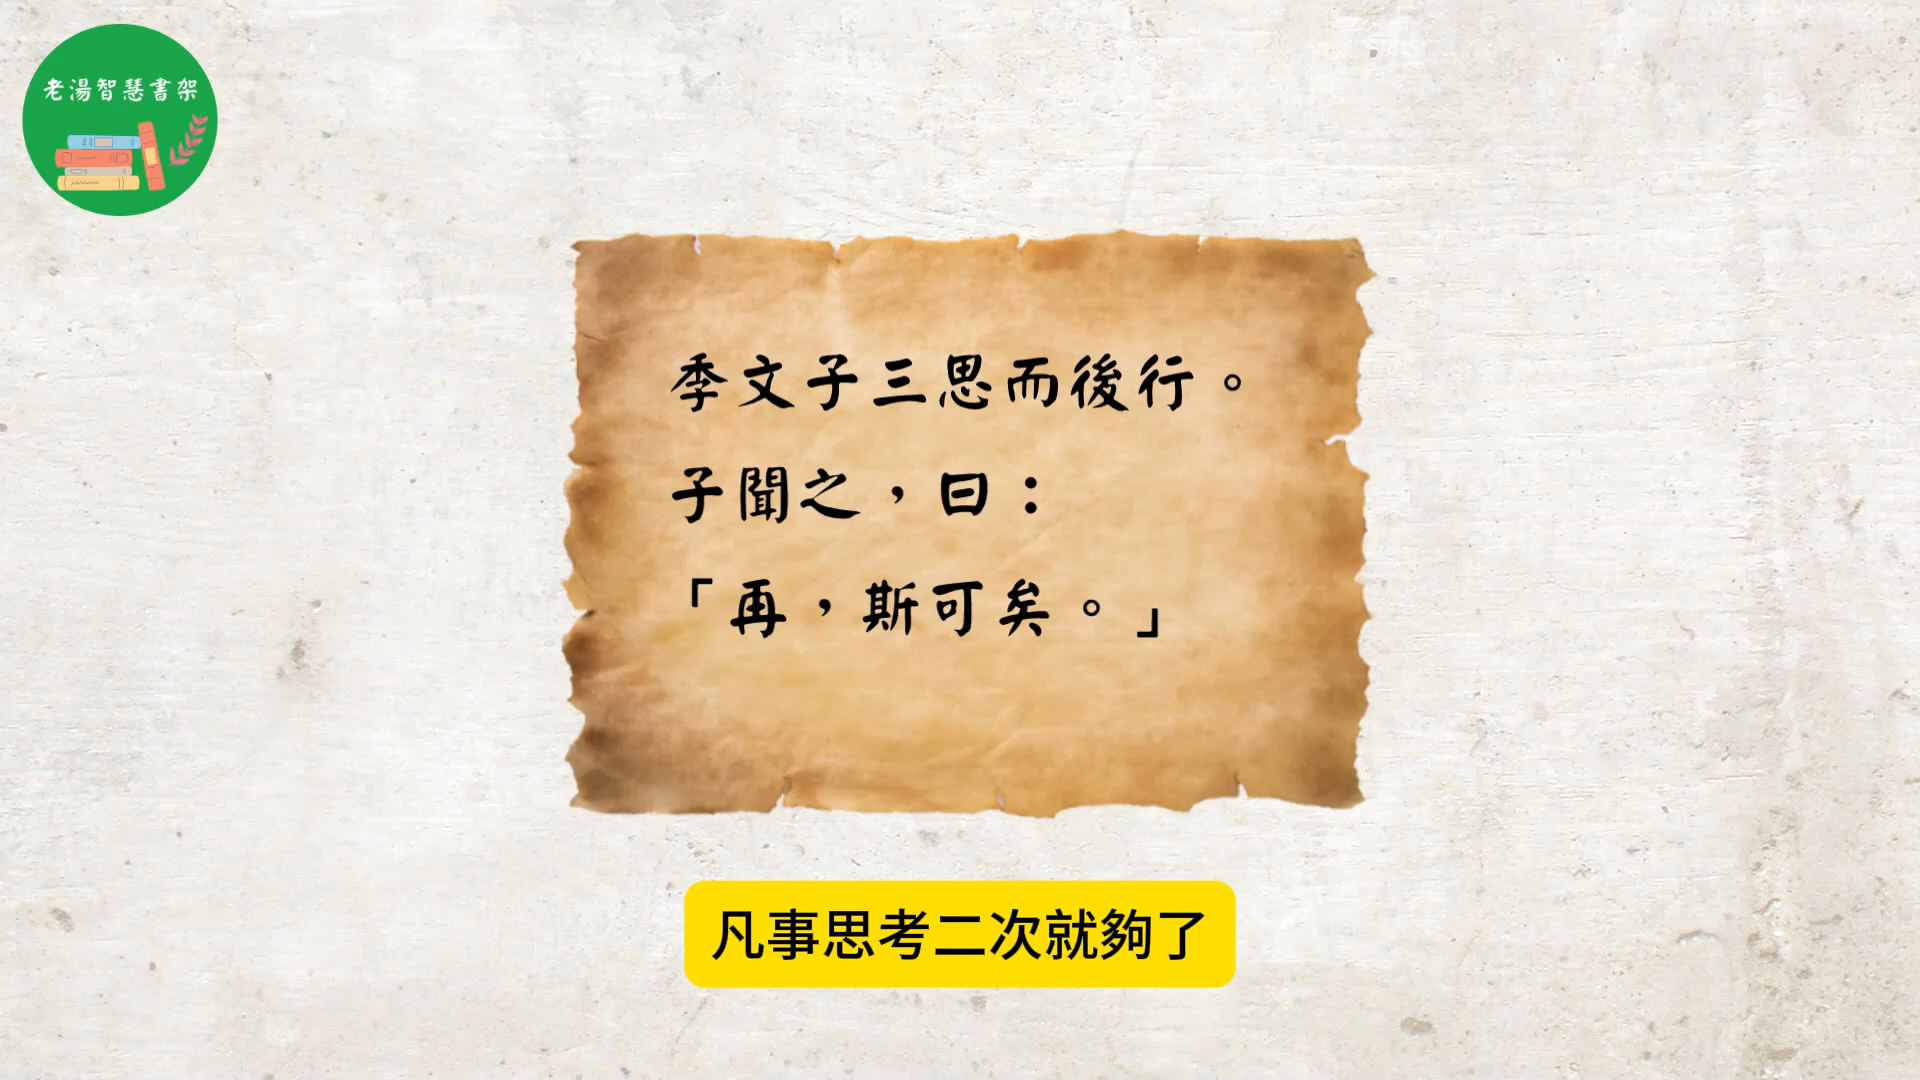 老湯智慧書架
季文子三思而後行。
子聞之，曰：
「再，斯可矣。」
凡事思考二次就夠了